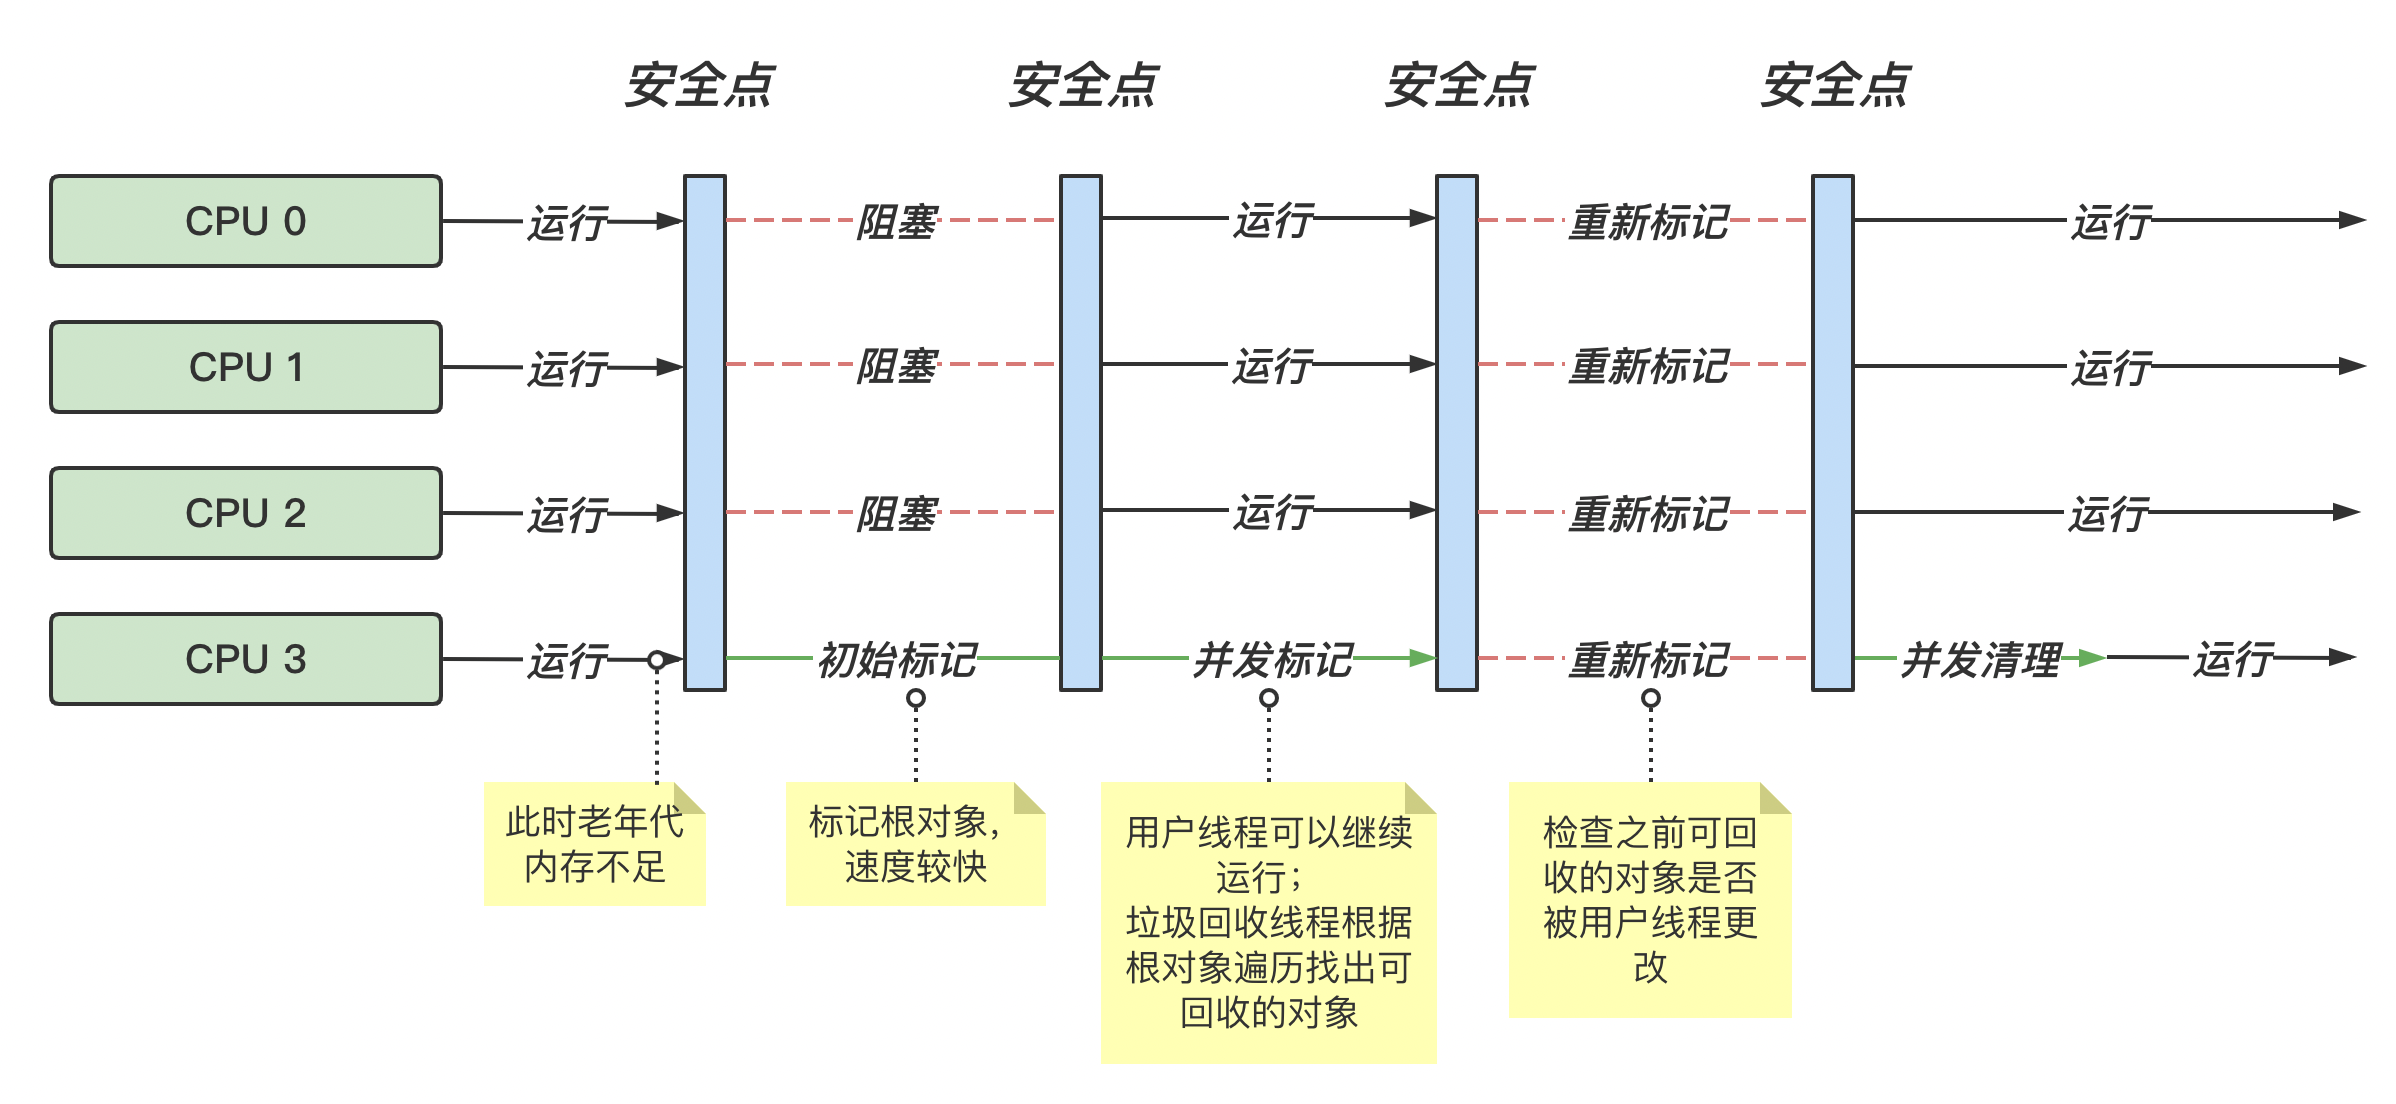 安全点 安全点 安全点 安全点
CPU 0 运行 阻塞 运行 重新标记 运行
CPU 1 运行 阻塞 运行 重新标记 运行
CPU 2 运行 阻塞 运行 重新标记 运行
CPU 3 运行 初始标记 并发标记 重新标记 并发清理 运行
此时老年代
内存不足
标记根对象，
速度较快
用户线程可以继续
运行；
垃圾回收线程根据
根对象遍历找出可
回收的对象
检查之前可回
收的对象是否
被用户线程更
改